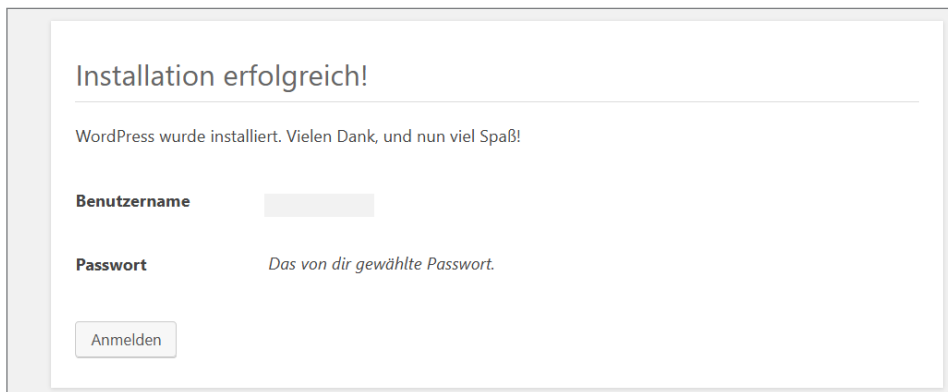 Installation erfolgreich!
WordPress wurde installiert. Vielen Dank, und nun viel Spaß!
Benutzername
Passwort Das von dir gewählte Passwort.
Anmelden